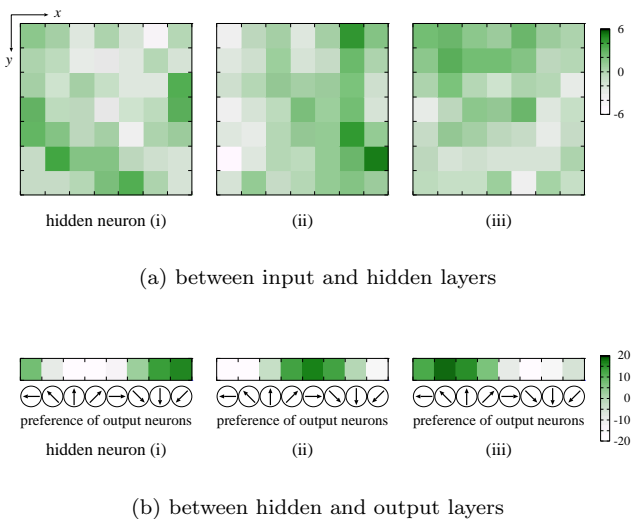 x
y
6
0
-6
hidden neuron (i) (ii) (iii)
(a) between input and hidden layers
20
10
0
-10
-20
preference of output neurons preference of output neurons preference of output neurons
hidden neuron (i) (ii) (iii)
(b) between hidden and output layers